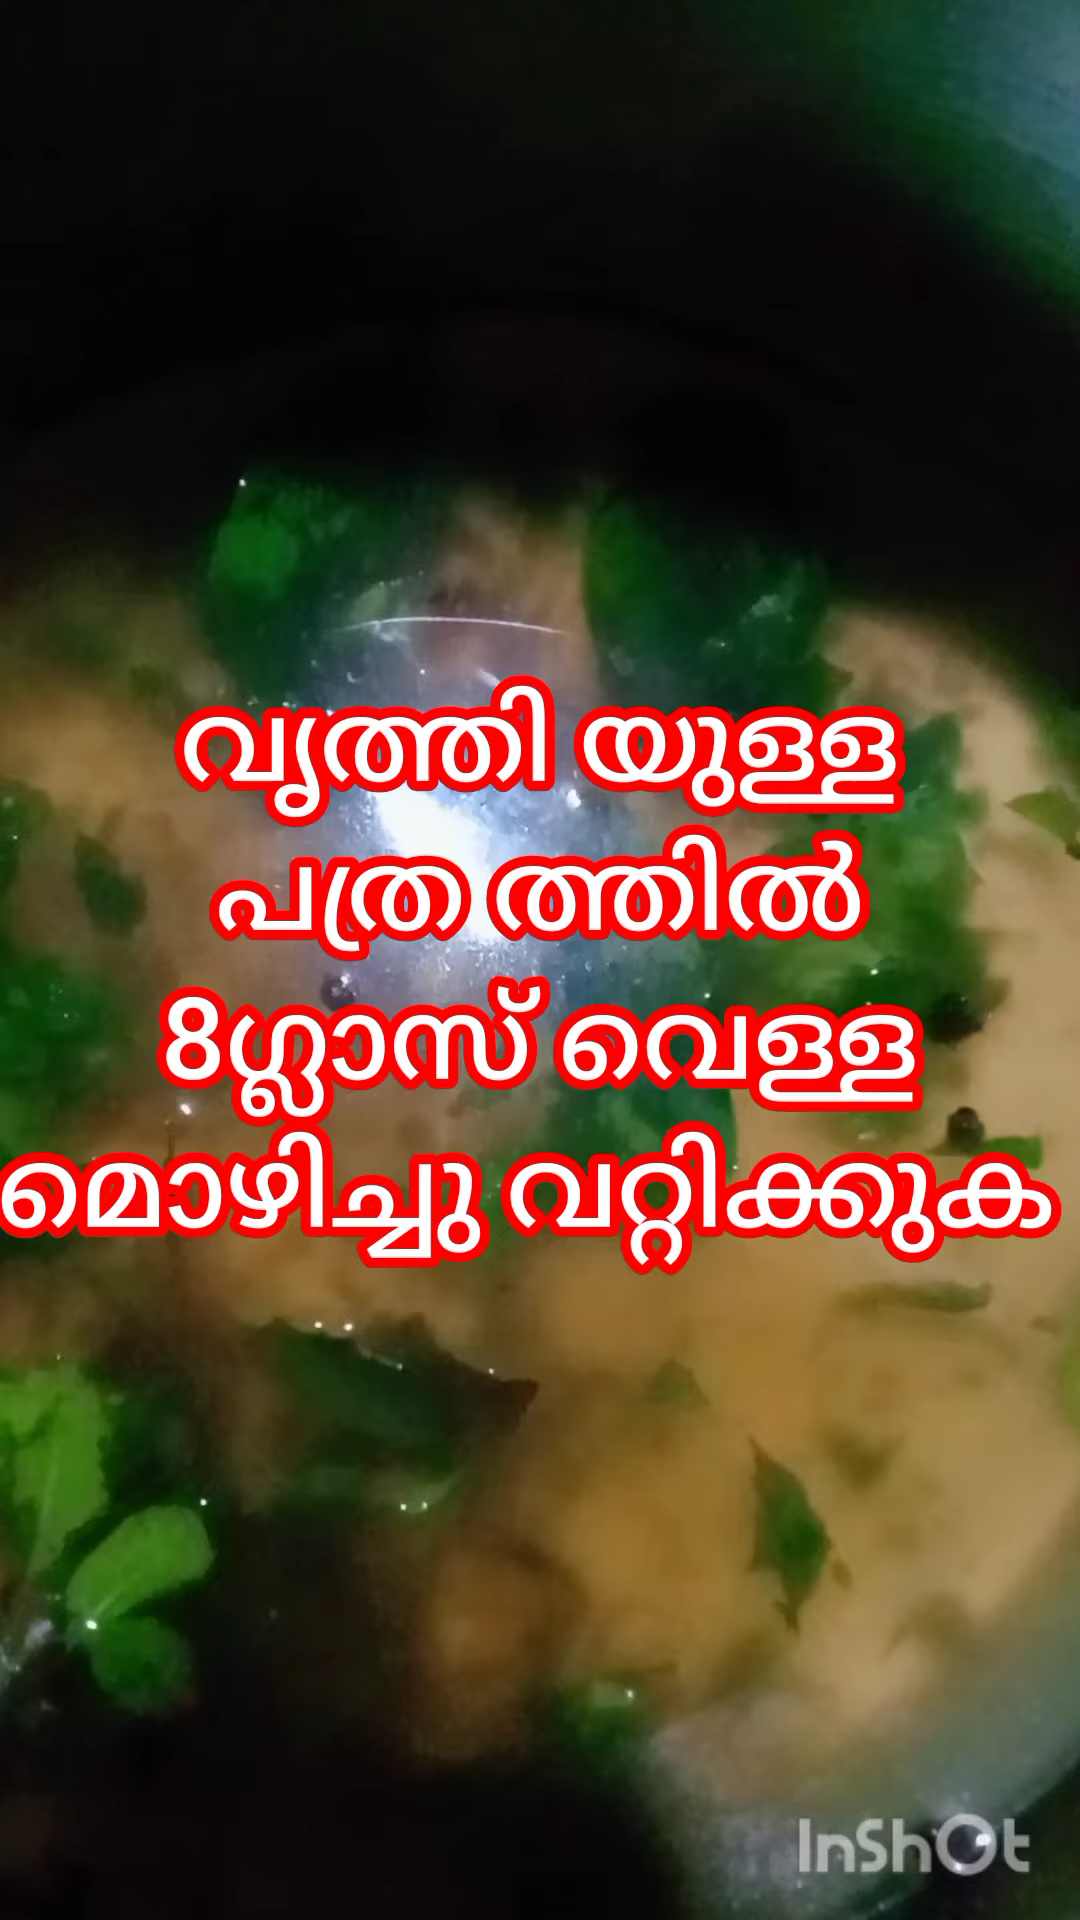 വൃത്തി യുള്ള
പത്ര ത്തിൽ
8ഗ്ലാസ് വെള്ള
മൊഴിച്ചു വറ്റിക്കുക
InShOt